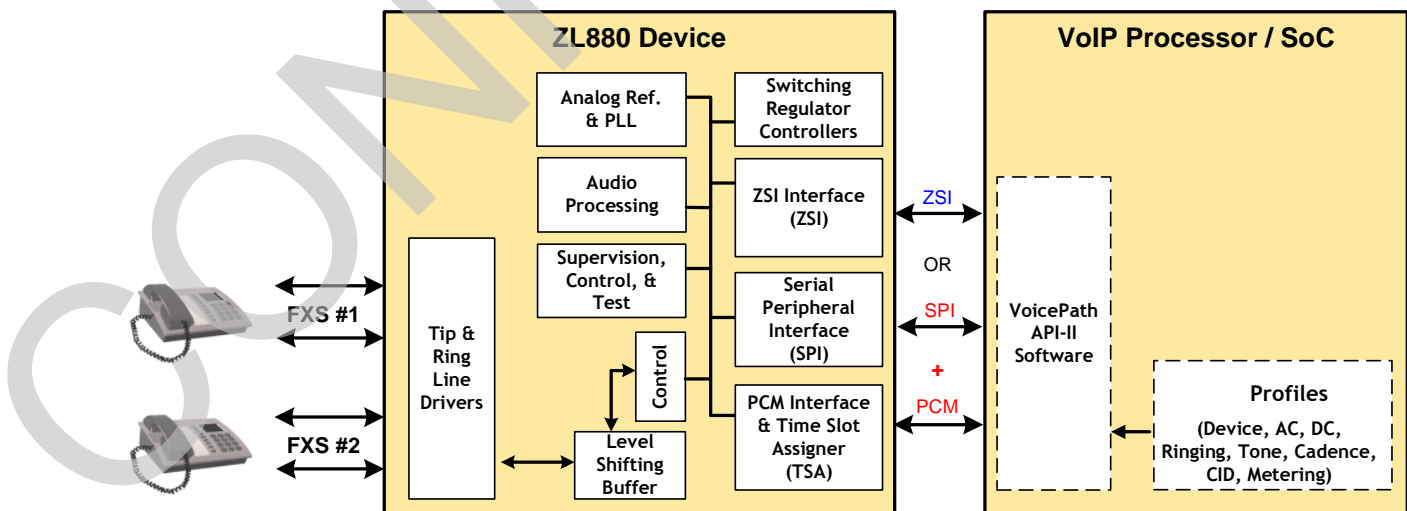 ZL880 Device
VoIP Processor / SoC
Analog Ref.
& PLL
Switching
Regulator
Controllers
Audio
Processing
ZSI Interface
(ZSI)
Supervision,
Control, &
Test
Serial
Peripheral
Interface
(SPI)
Tip &
Ring
Line
Drivers
Control
PCM Interface
& Time Slot
Assigner
(TSA)
Level
Shifting
Buffer
FXS #1
FXS #2
ZSI
OR
SPI
+
PCM
VoicePath
API-II
Software
Profiles
(Device, AC, DC,
Ringing, Tone, Cadence,
CID, Metering)